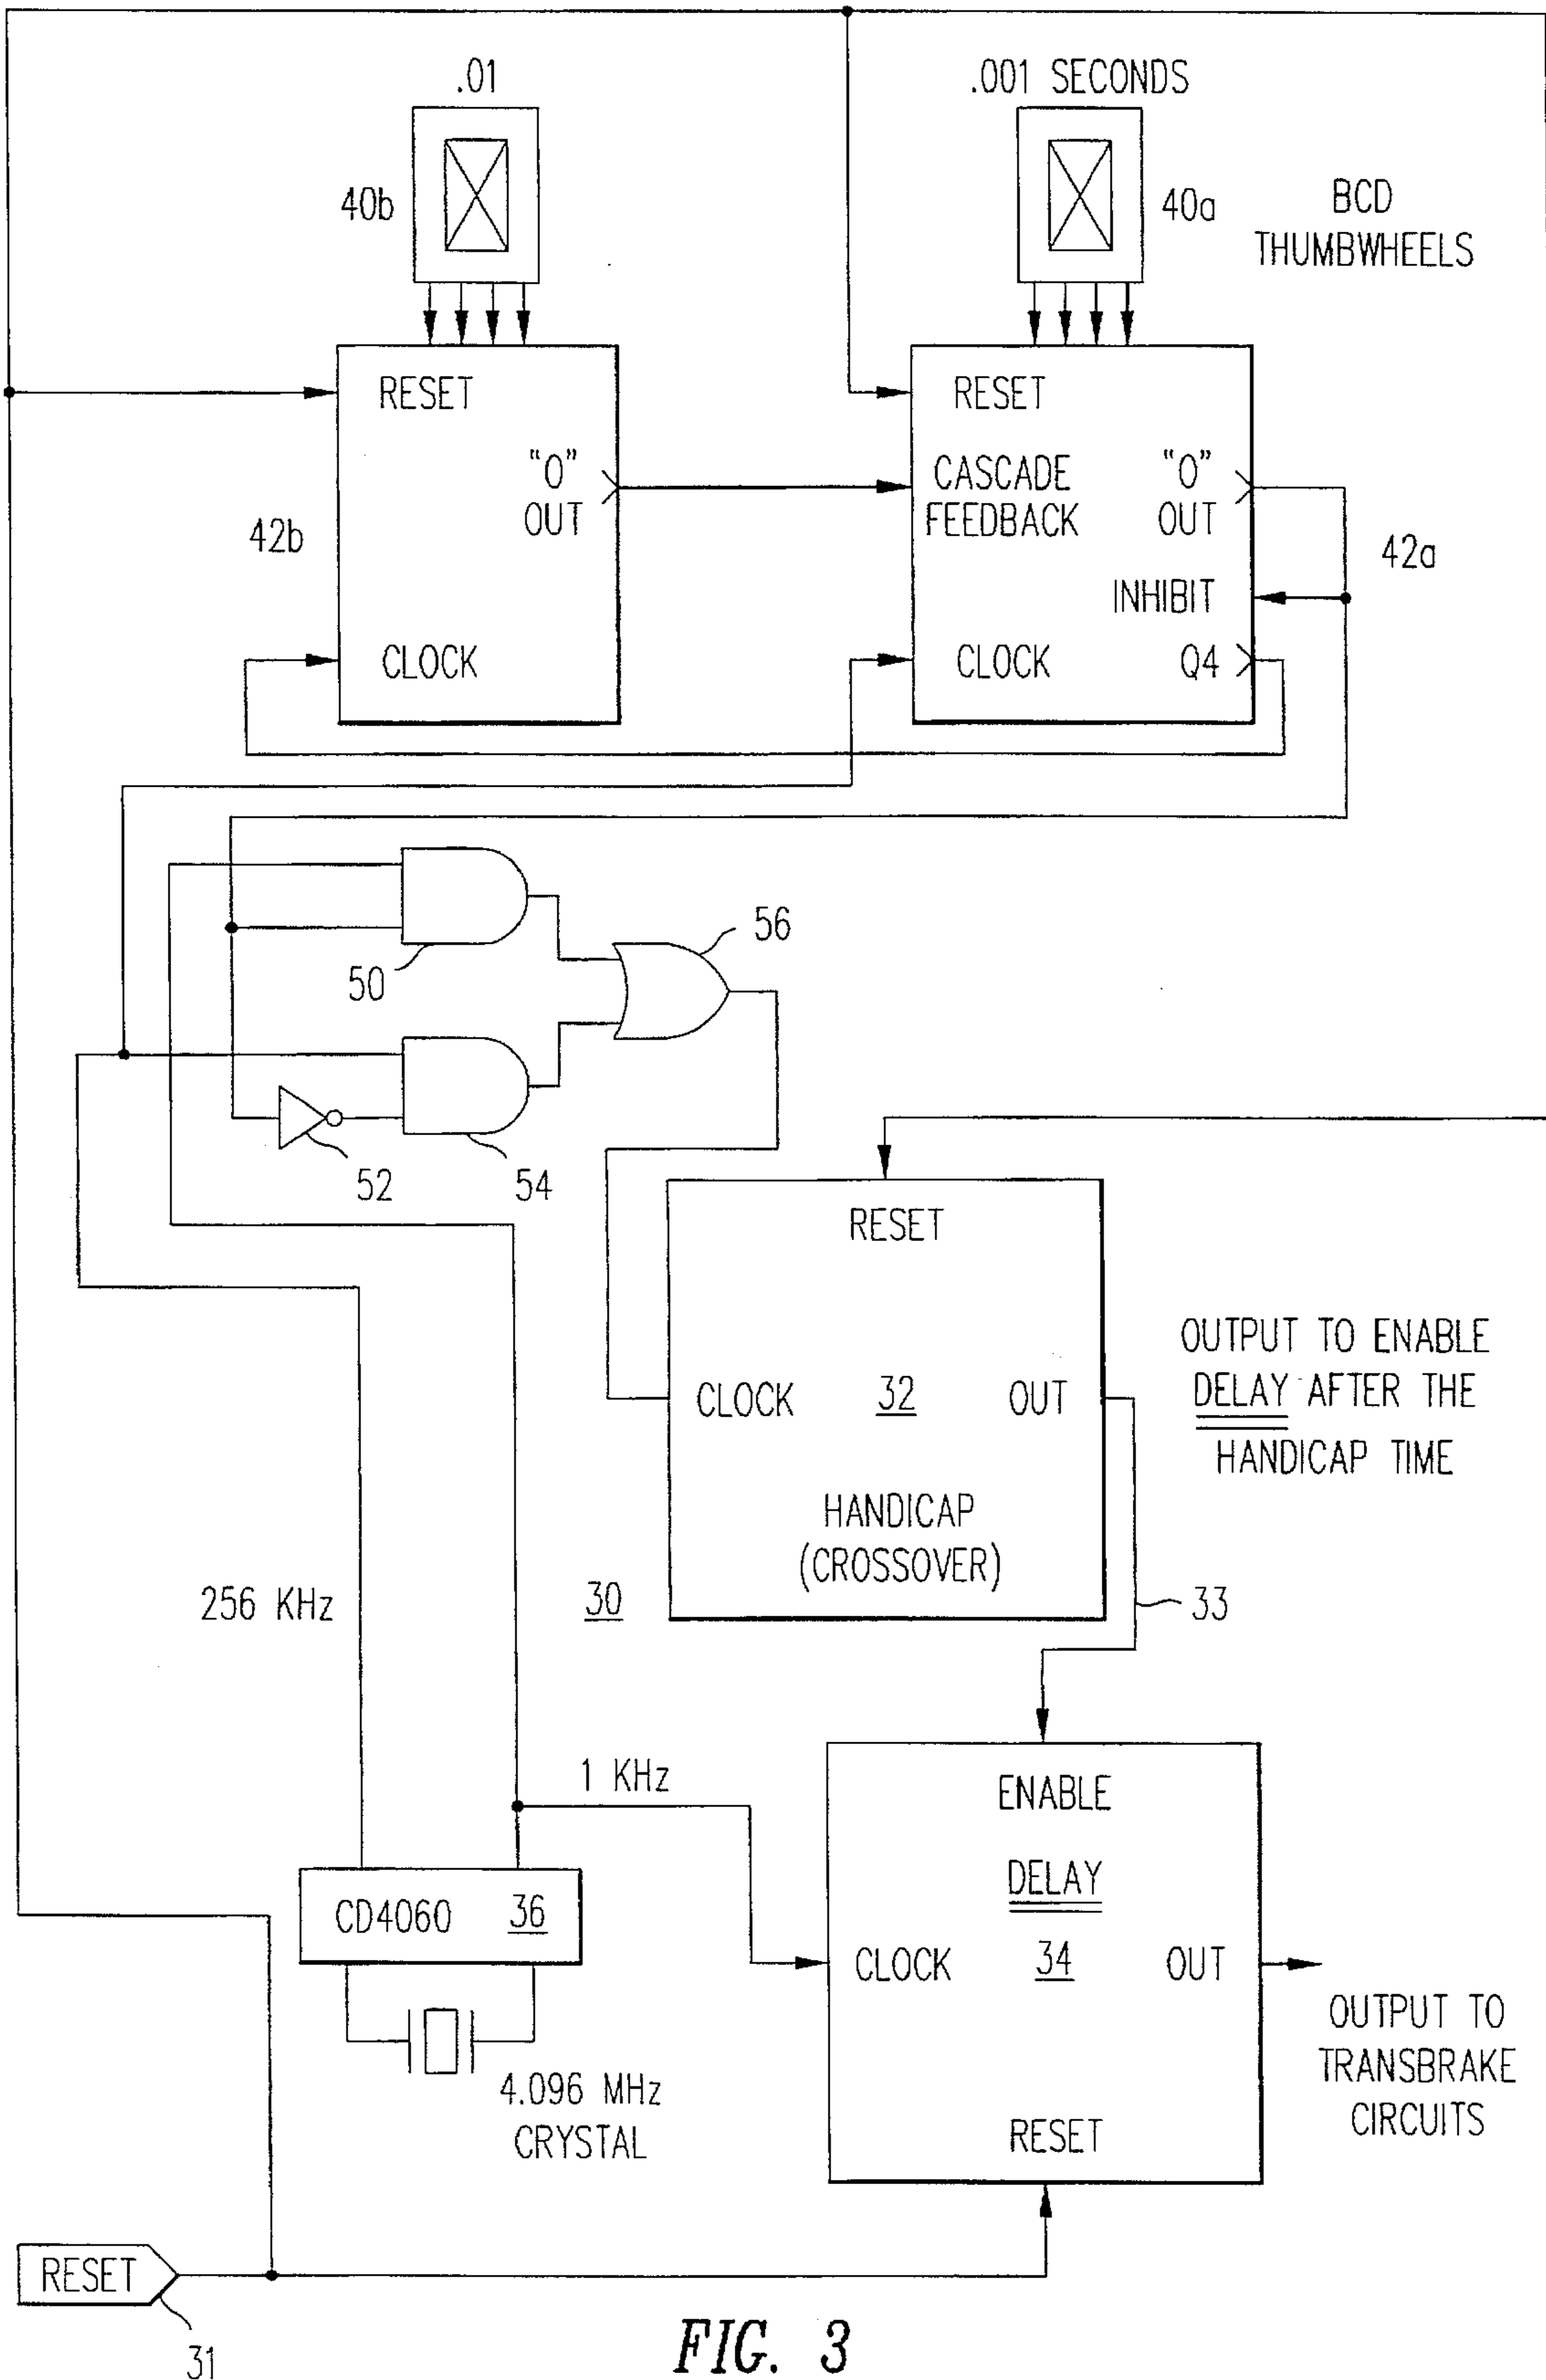 .01
.001 SECONDS
40b
40a
BCD
THUMBWHEELS
RESET
"0"
OUT
42b
CLOCK
RESET
CASCADE
FEEDBACK
"0"
OUT
INHIBIT
CLOCK
Q4
42a
50
56
52
54
RESET
CLOCK
32
OUT
HANDICAP
(CROSSOVER)
OUTPUT TO ENABLE
DELAY AFTER THE
HANDICAP TIME
256 KHz
30
33
1 KHz
ENABLE
DELAY
CD4060
36
CLOCK
34
OUT
4.096 MHz
CRYSTAL
RESET
OUTPUT TO
TRANSBRAKE
CIRCUITS
RESET
31
FIG. 3